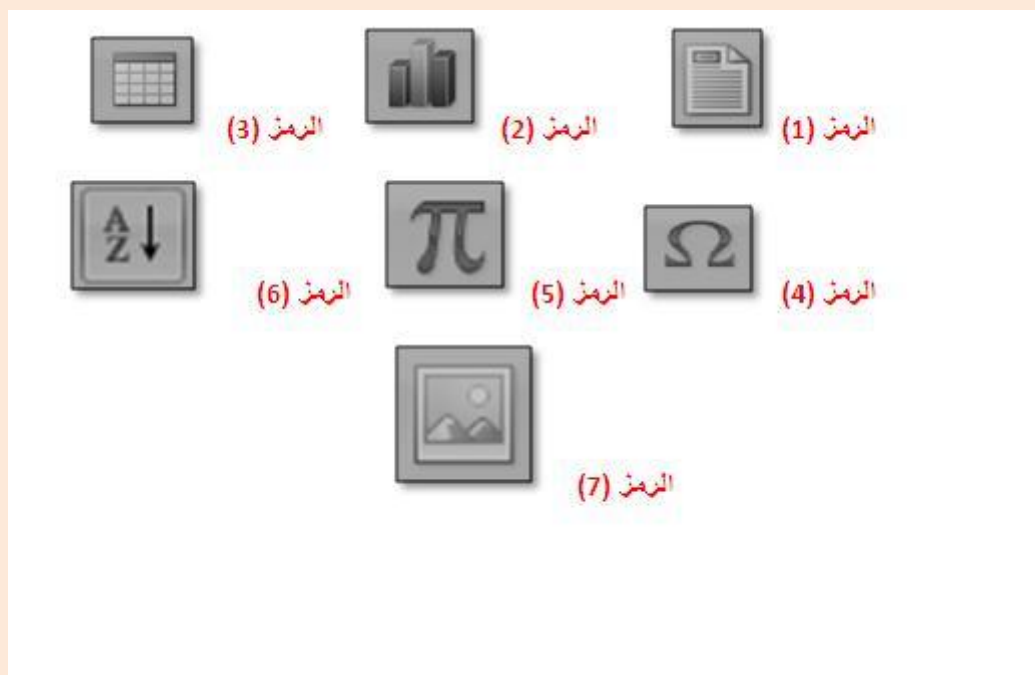 الرمز (1) الرمز (2) الرمز (3)
Ω الرمز (4) π الرمز (5) A Z الرمز (6)
الرمز (7)